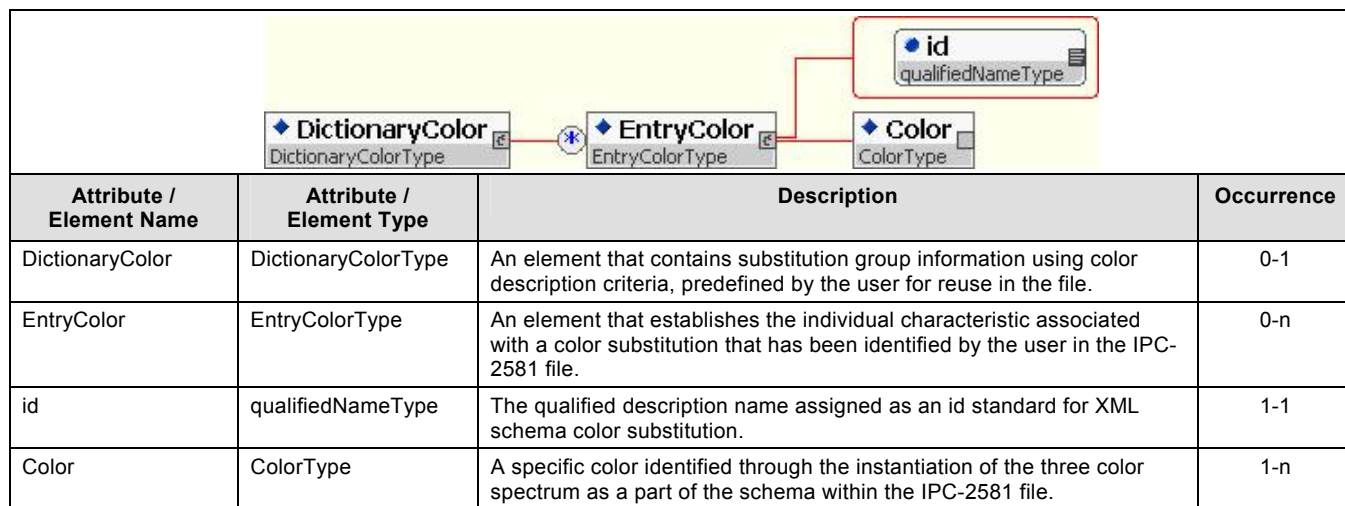 id
qualifiedNameType
DictionaryColor
DictionaryColorType
EntryColor
EntryColorType
Color
ColorType
Attribute / Element Name
Attribute / Element Type
Description
Occurrence
DictionaryColor
DictionaryColorType
An element that contains substitution group information using color
description criteria, predefined by the user for reuse in the file.
0-1
EntryColor
EntryColorType
An element that establishes the individual characteristic associated
with a color substitution that has been identified by the user in the IPC-
2581 file.
0-n
id
qualifiedNameType
The qualified description name assigned as an id standard for XML
schema color substitution.
1-1
Color
ColorType
A specific color identified through the instantiation of the three color
spectrum as a part of the schema within the IPC-2581 file.
1-n